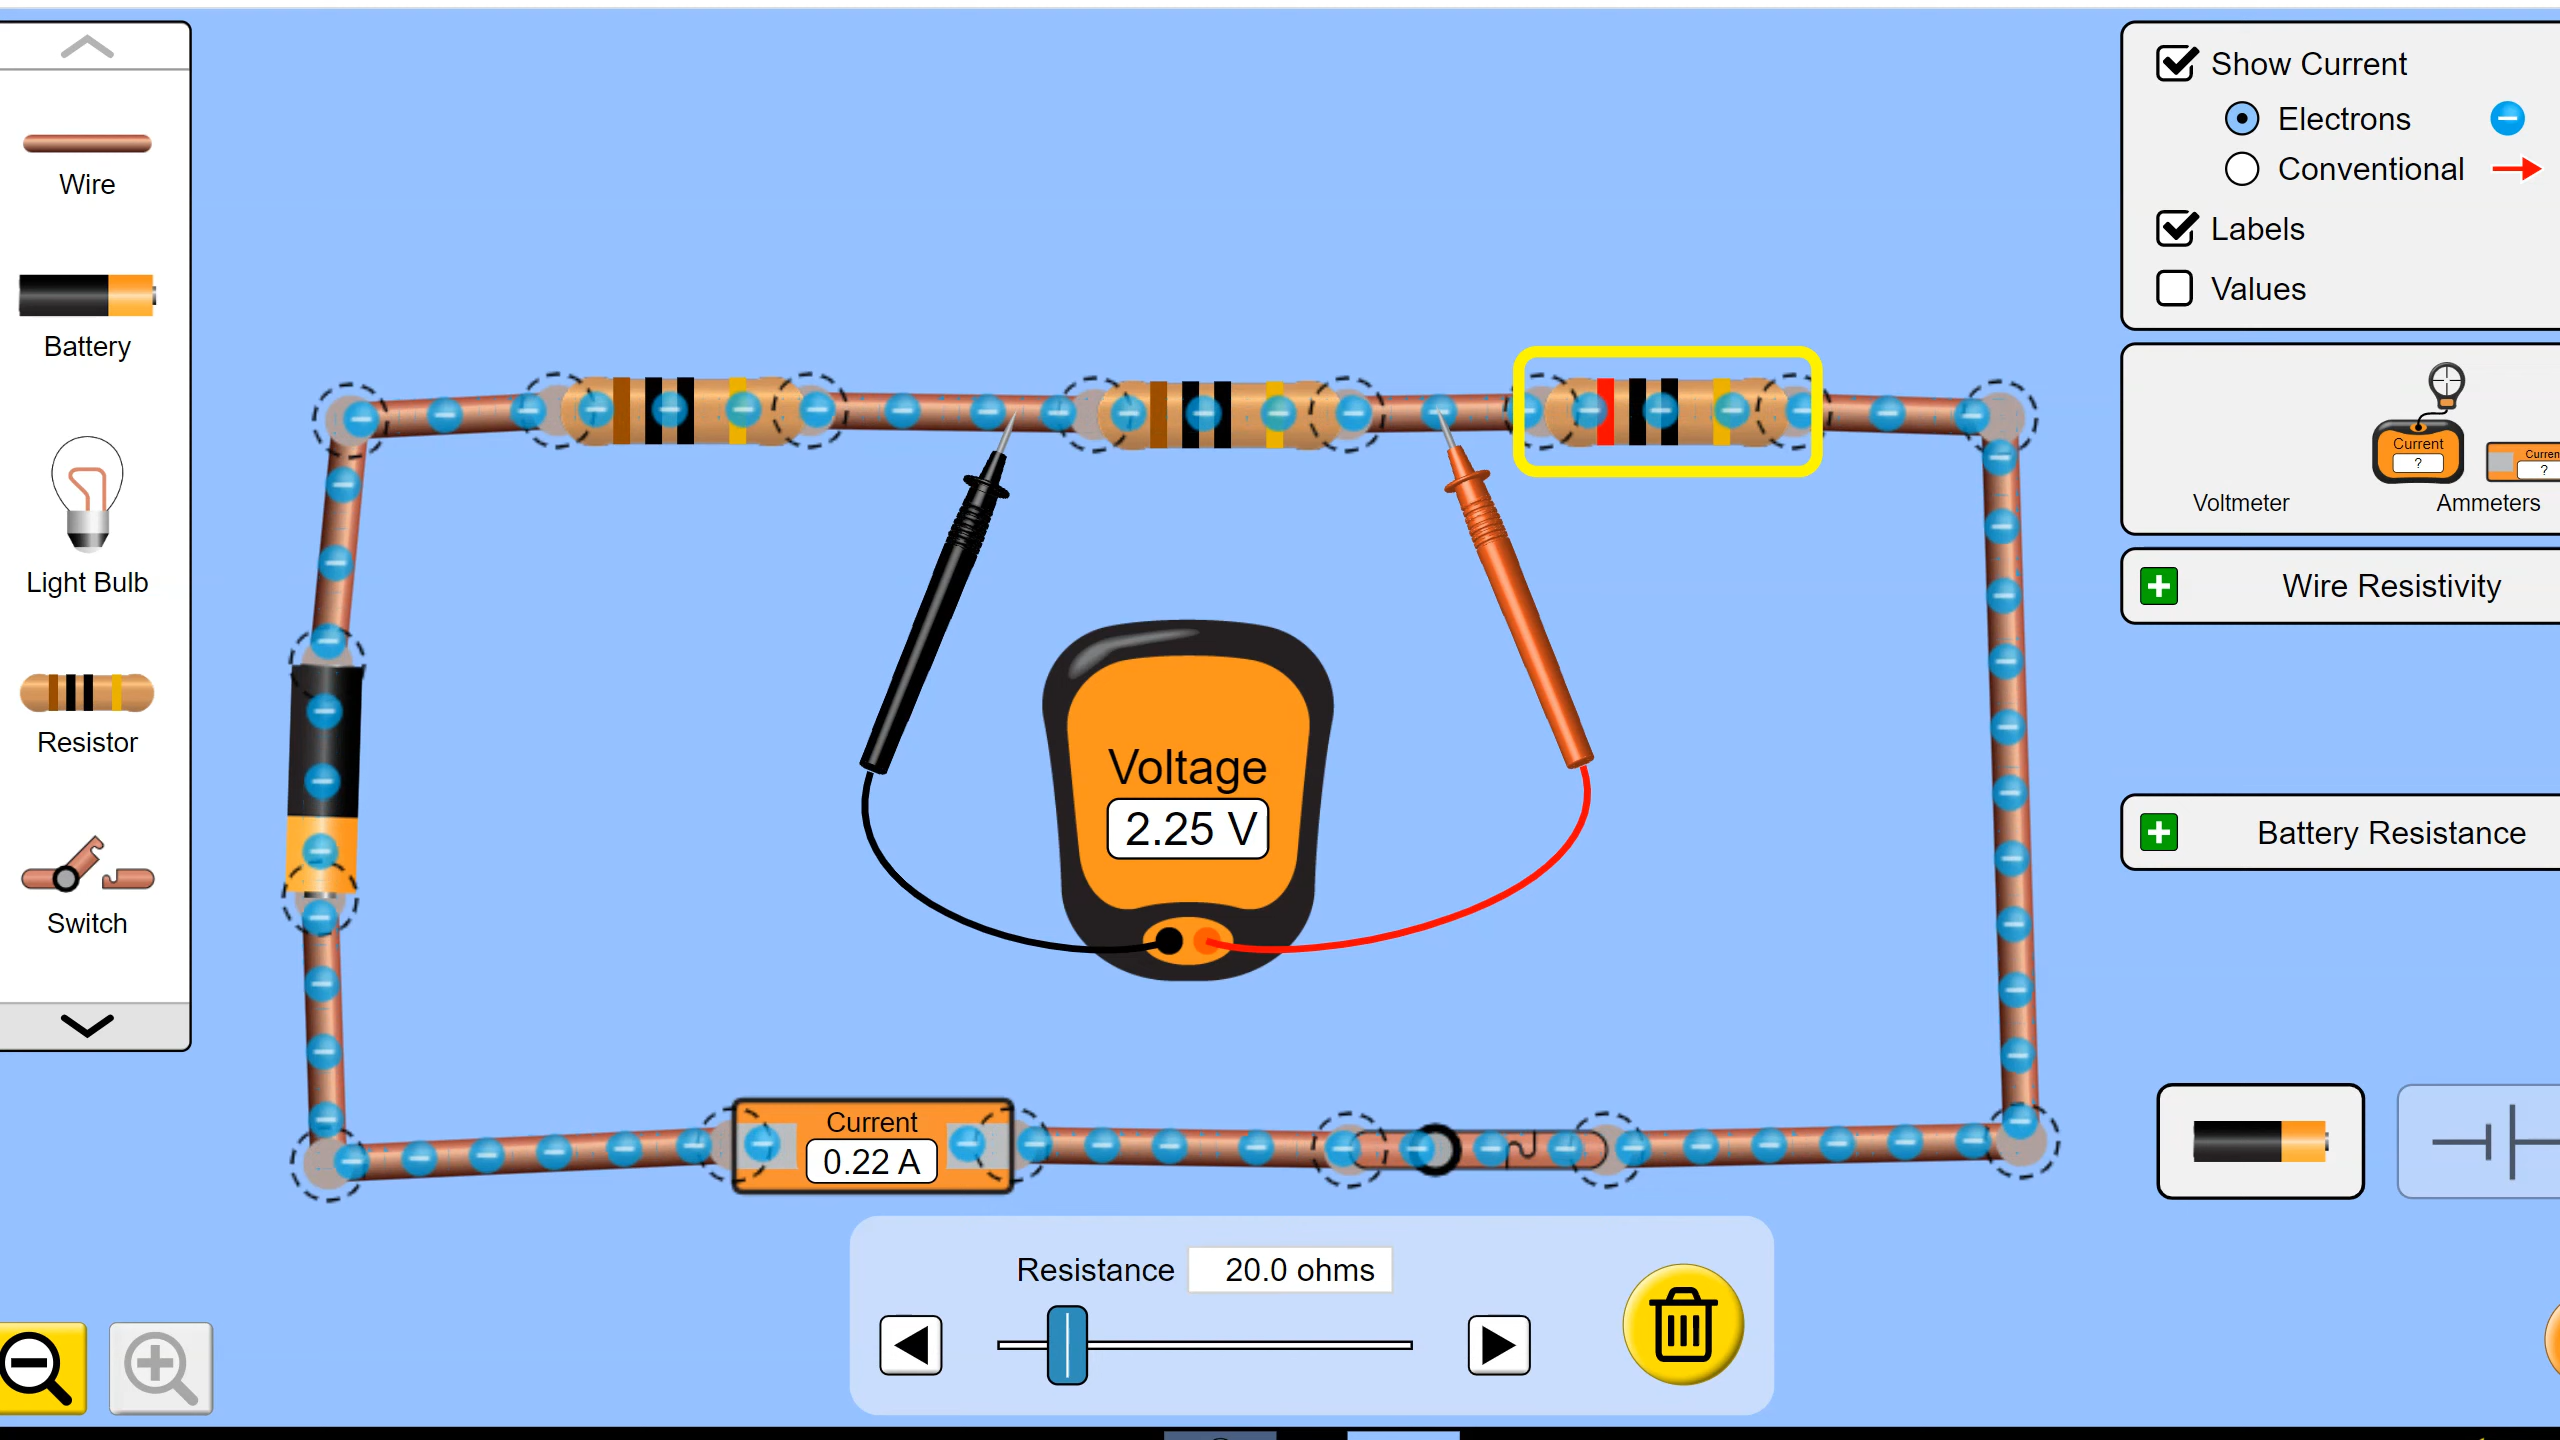 Wire
Battery
Light Bulb
Resistor
Switch
Show Current
Electrons
Conventional
Labels
Values
Current
?
Curren
?
Voltmeter
Ammeters
Wire Resistivity
Battery Resistance
Voltage
2.25 V
Current
0.22 A
Resistance
20.0 ohms